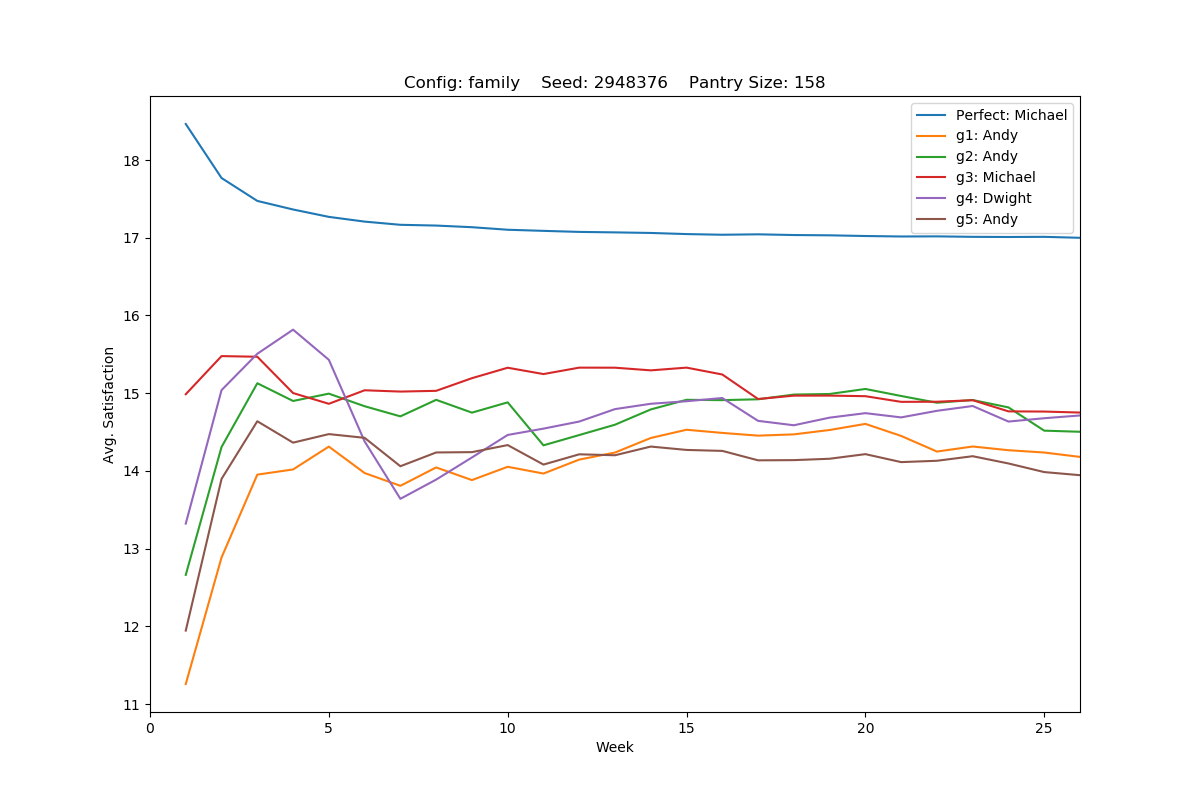 Config: family    Seed: 2948376    Pantry Size: 158
Perfect: Michael
g1: Andy
g2: Andy
g3: Michael
g4: Dwight
g5: Andy
18
17
16
15
14
13
12
11
Avg. Satisfaction
0 5 10 15 20 25
Week